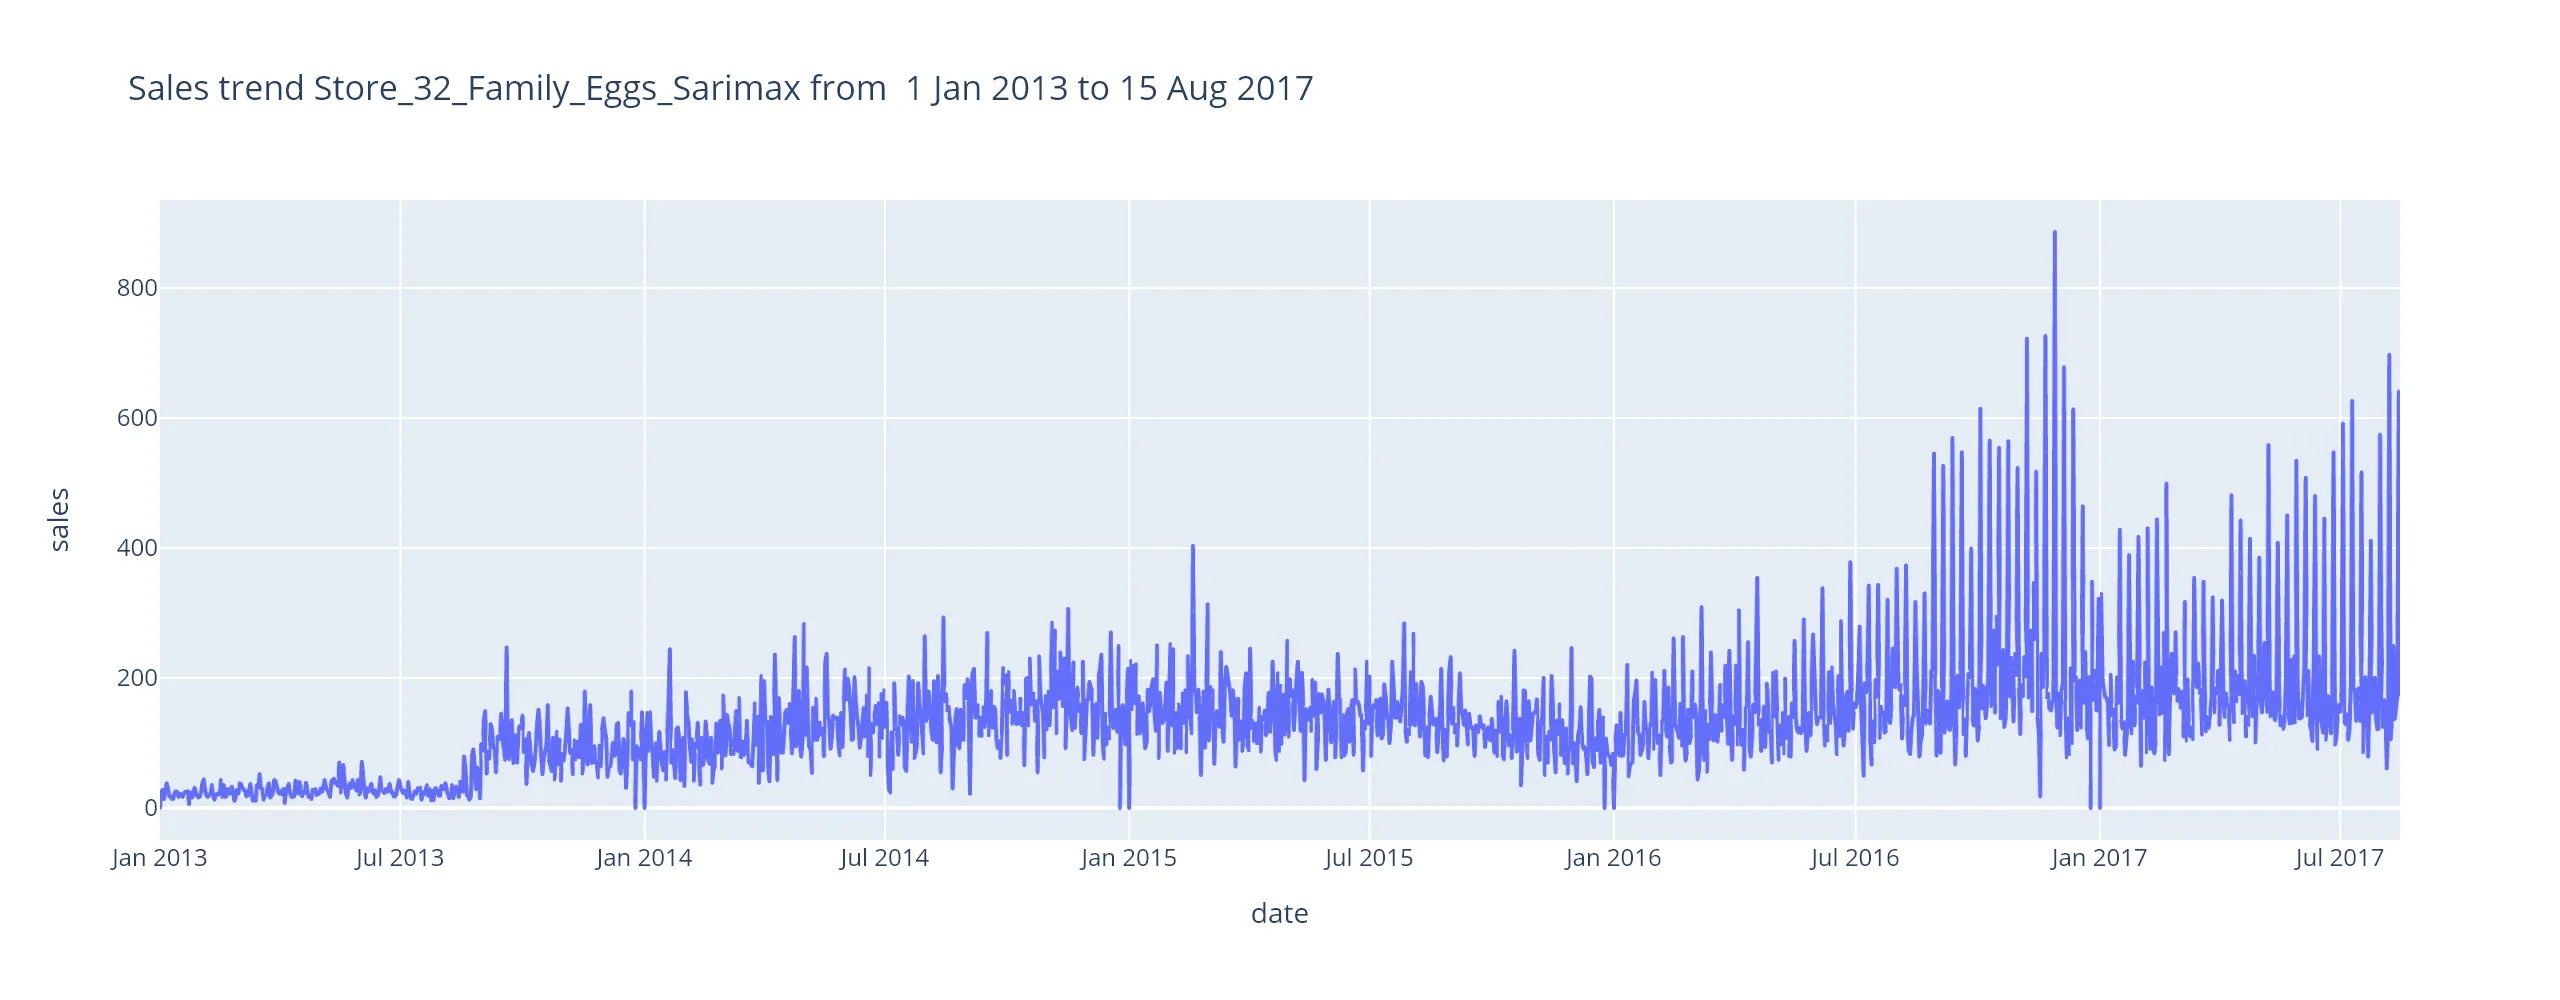 Sales trend Store_32_Family_Eggs_Sarimax from  1 Jan 2013 to 15 Aug 2017
800
600
400
200
0
sales
Jan 2013
Jul 2013
Jan 2014
Jul 2014
Jan 2015
Jul 2015
Jan 2016
Jul 2016
Jan 2017
Jul 2017
date